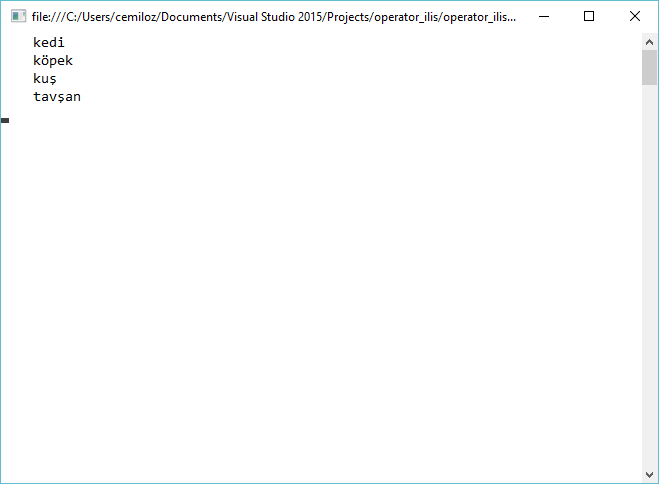 file:///C:/Users/cemiloz/Documents/Visual Studio 2015/Projects/operator_ilis/operator_ilis...
kedi
köpek
kuş
tavşan